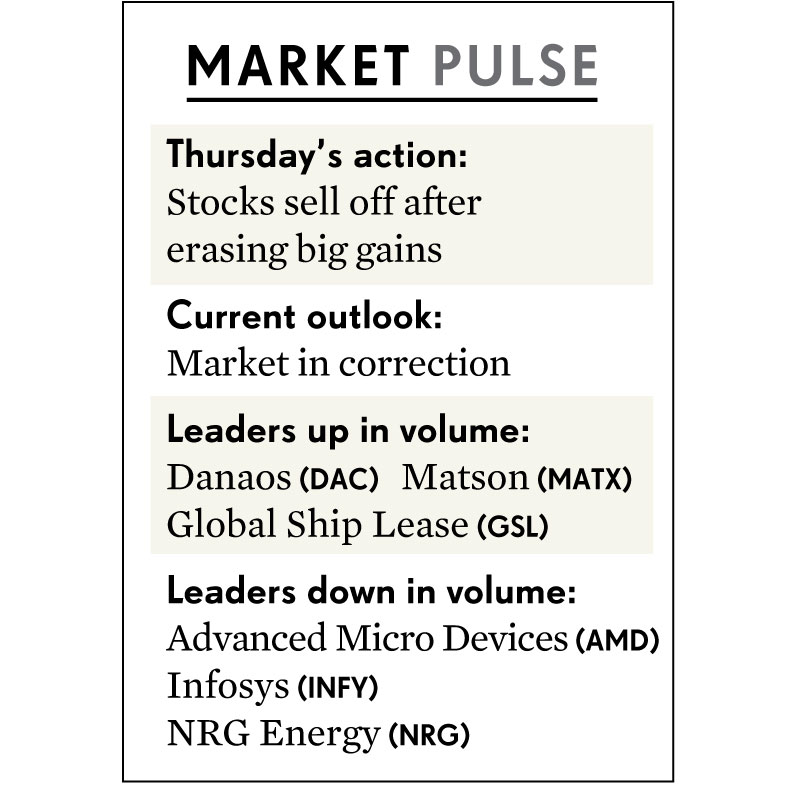 MARKET PULSE
Thursday’s action:
Stocks sell off after
erasing big gains
Current outlook:
Market in correction
Leaders up in volume:
Danaos (DAC) Matson (MATX)
Global Ship Lease (GSL)
Leaders down in volume:
Advanced Micro Devices (AMD)
Infosys (INFY)
NRG Energy (NRG)